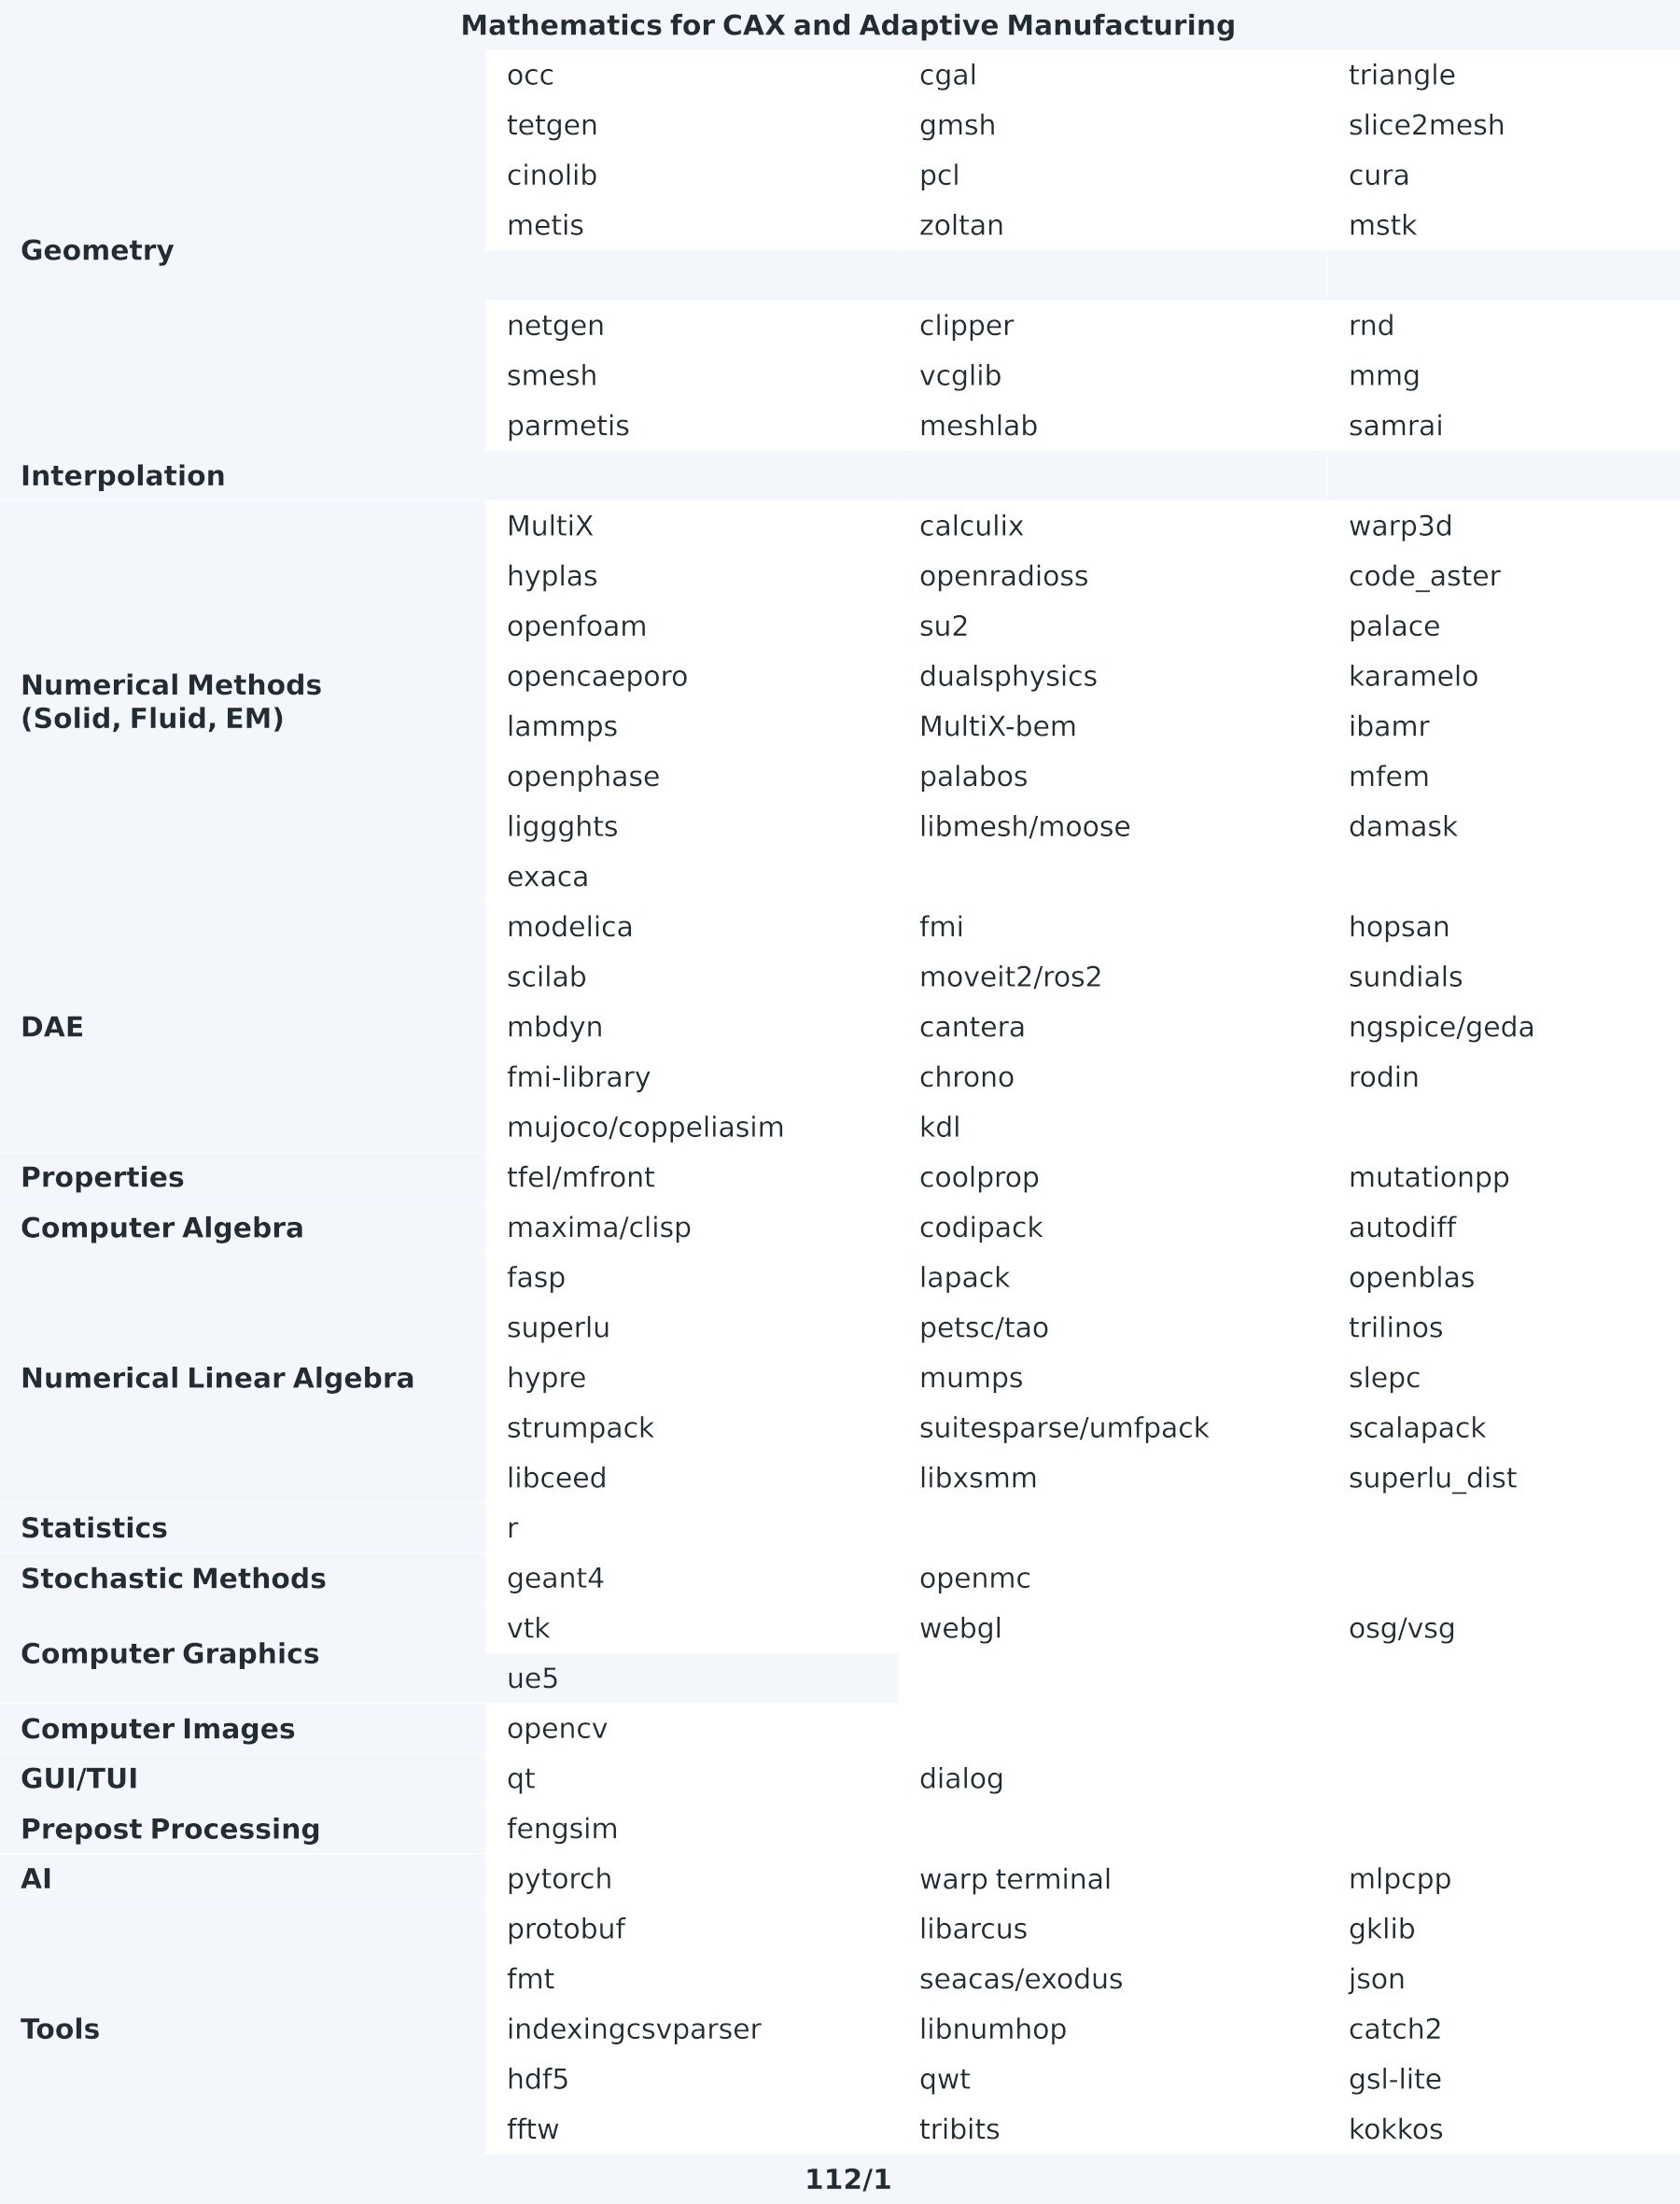 Mathematics for CAX and Adaptive Manufacturing
Geometry
occ cgal triangle
tetgen gmsh slice2mesh
cinolib pcl cura
metis zoltan mstk
netgen clipper rnd
smesh vcglib mmg
parmetis meshlab samrai
Interpolation
Numerical Methods
(Solid, Fluid, EM)
MultiX calculix warp3d
hyplas openradioss code_aster
openfoam su2 palace
opencaeporo dualsphysics karamelo
lammps MultiX-bem ibamr
openphase palabos mfem
liggghts libmesh/moose damask
exaca
DAE
modelica fmi hopsan
scilab moveit2/ros2 sundials
mbdyn cantera ngspice/geda
fmi-library chrono rodin
mujoco/coppeliasim kdl
Properties tfel/mfront coolprop mutationpp
Computer Algebra maxima/clisp codipack autodiff
Numerical Linear Algebra
fasp lapack openblas
superlu petsc/tao trilinos
hypre mumps slepc
strumpack suitesparse/umfpack scalapack
libceed libxsmm superlu_dist
Statistics r
Stochastic Methods geant4 openmc
Computer Graphics
vtk webgl osg/vsg
ue5
Computer Images opencv
GUI/TUI qt dialog
Prepost Processing fengsim
AI pytorch warp terminal mlpcpp
Tools
protobuf libarcus gklib
fmt seacas/exodus json
indexingcsvparser libnumhop catch2
hdf5 qwt gsl-lite
fftw tribits kokkos
112/1